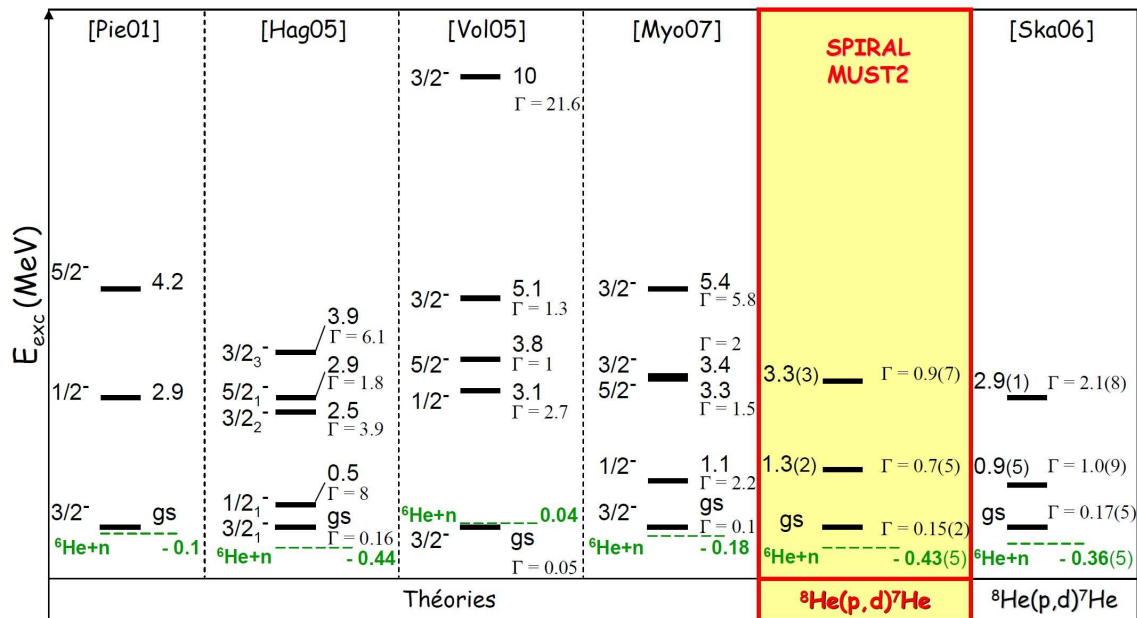 E_exc (MeV)
[Pie01]
5/2⁻ 4.2
1/2⁻ 2.9
3/2⁻ gs
⁶He+n - 0.1
[Hag05]
3.9
3/2₃⁻ Γ = 6.1
2.9
5/2₁⁻ Γ = 1.8
3/2₂⁻ 2.5
Γ = 3.9
0.5
1/2₁⁻ Γ = 8
3/2₁⁻ gs
Γ = 0.16
⁶He+n - 0.44
[Vol05]
3/2⁻ 10
Γ = 21.6
3/2⁻ 5.1
Γ = 1.3
3.8
5/2⁻ Γ = 1
1/2⁻ 3.1
Γ = 2.7
⁶He+n 0.04
3/2⁻ gs
Γ = 0.05
[Myo07]
3/2⁻ 5.4
Γ = 5.8
Γ = 2
3/2⁻ 3.4
5/2⁻ 3.3
Γ = 1.5
1/2⁻ 1.1
Γ = 2.2
3/2⁻ gs
Γ = 0.1
⁶He+n - 0.18
SPIRAL
MUST2
3.3(3) Γ = 0.9(7)
1.3(2) Γ = 0.7(5)
gs Γ = 0.15(2)
⁶He+n - 0.43(5)
[Ska06]
2.9(1) Γ = 2.1(8)
0.9(5) Γ = 1.0(9)
gs Γ = 0.17(5)
⁶He+n - 0.36(5)
Théories
⁸He(p,d)⁷He
⁸He(p,d)⁷He